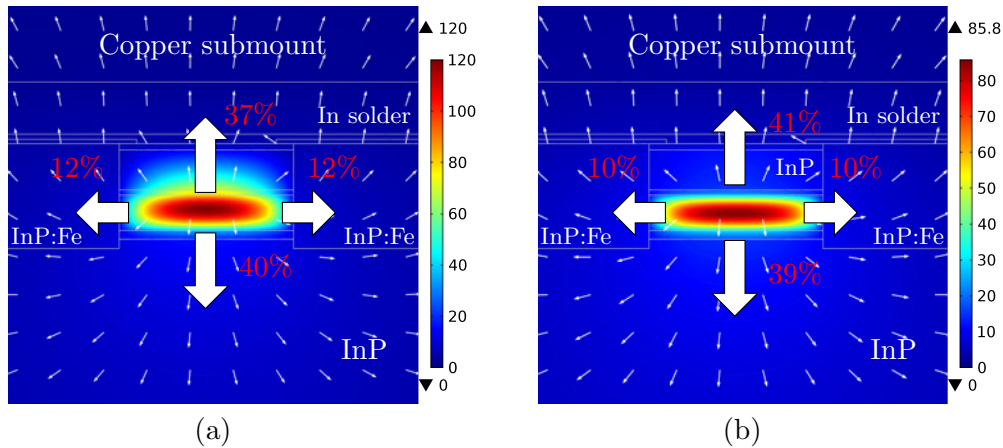 Copper submount
37%
In solder
12%
12%
InP:Fe
InP:Fe
40%
InP
120
120
100
80
60
40
20
0
0
(a)
Copper submount
41%
In solder
10%
InP
10%
InP:Fe
InP:Fe
39%
InP
85.8
80
70
60
50
40
30
20
10
0
0
(b)